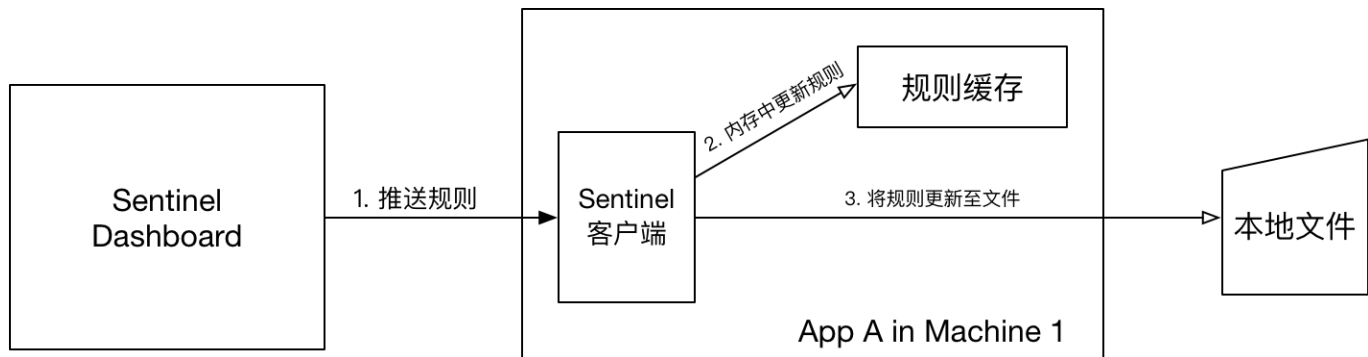 Sentinel
Dashboard
1. 推送规则
Sentinel
客户端
2. 内存中更新规则
规则缓存
3. 将规则更新至文件
本地文件
App A in Machine 1